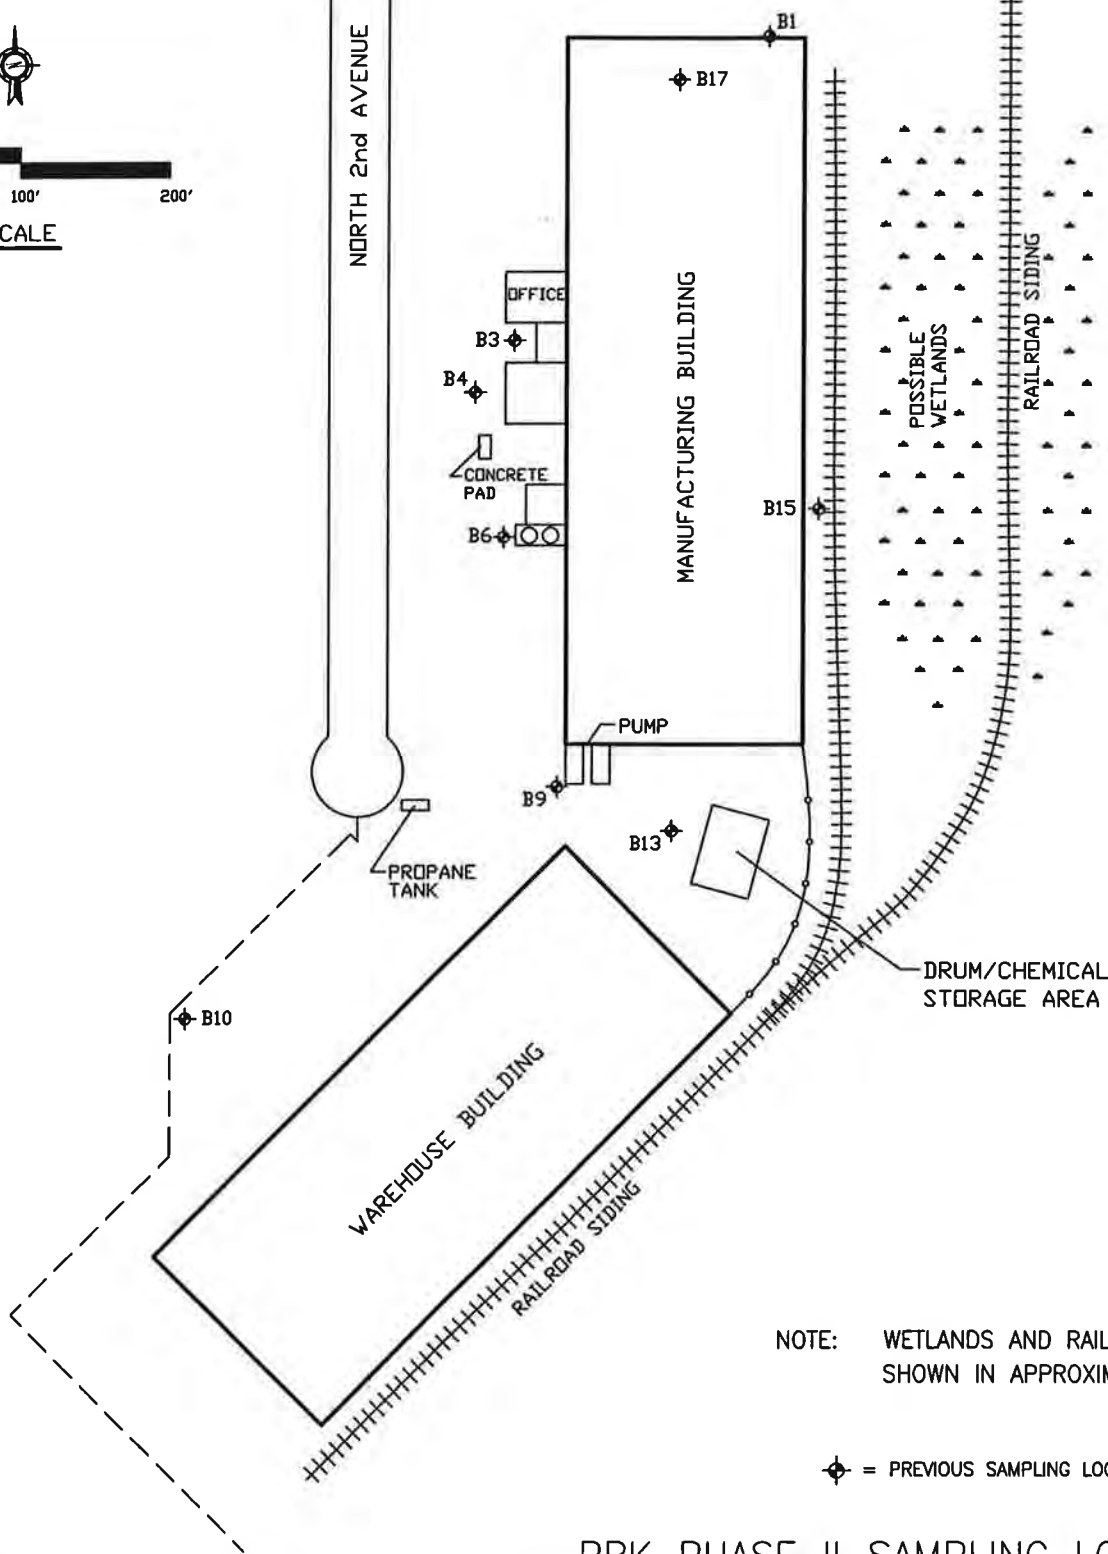 B1
B17
NORTH 2nd AVENUE
100' 200'
CALE
OFFICE
B3
B4
CONCRETE
PAD
B6
MANUFACTURING BUILDING
B15
POSSIBLE
WETLANDS
RAILROAD SIDING
PUMP
B9
B13
PROPANE
TANK
DRUM/CHEMICAL
STORAGE AREA
B10
WAREHOUSE BUILDING
RAILROAD SIDING
NOTE: WETLANDS AND RAIL
SHOWN IN APPROXIM
= PREVIOUS SAMPLING LOC